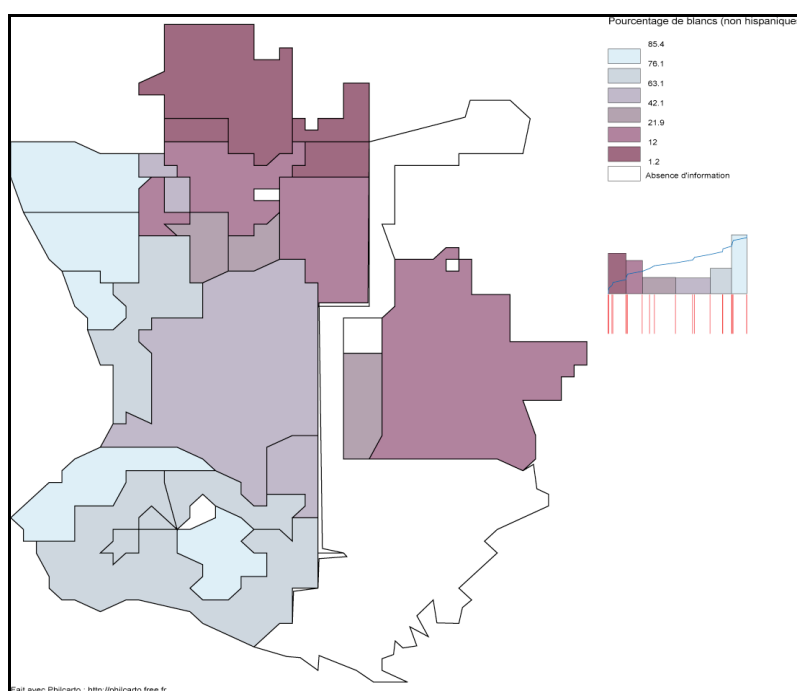 Pourcentage de blancs (non hispanique
85.4
76.1
63.1
42.1
21.9
12
1.2
Absence d'information
Fait avec Philcarto : http://philcarto.free.fr